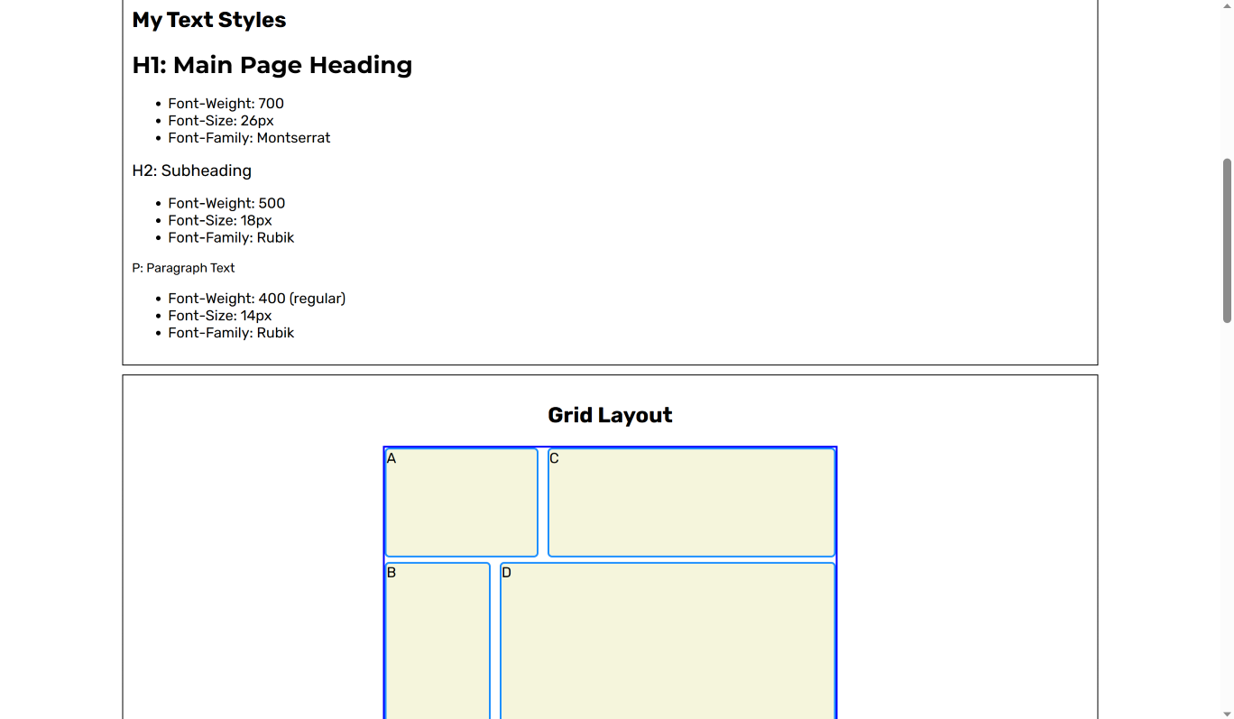 My Text Styles
H1: Main Page Heading
• Font-Weight: 700
• Font-Size: 26px
• Font-Family: Montserrat
H2: Subheading
• Font-Weight: 500
• Font-Size: 18px
• Font-Family: Rubik
P: Paragraph Text
• Font-Weight: 400 (regular)
• Font-Size: 14px
• Font-Family: Rubik
Grid Layout
A
C
B
D